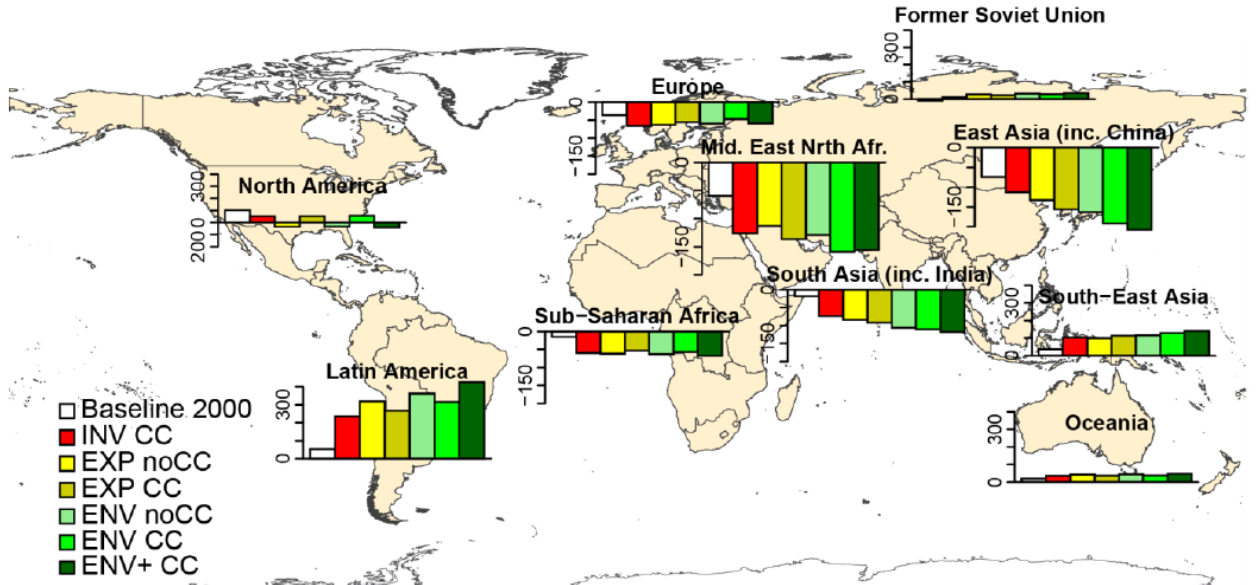 Former Soviet Union
0 300
Europe
−150 0
East Asia (inc. China)
−150 0
Mid. East Nrth Afr.
−150 0
North America
2000 300
South Asia (inc. India)
−150 0
South−East Asia
0 300
Sub−Saharan Africa
−150 0
Latin America
0 300
Oceania
0 300
Baseline 2000
INV CC
EXP noCC
EXP CC
ENV noCC
ENV CC
ENV+ CC